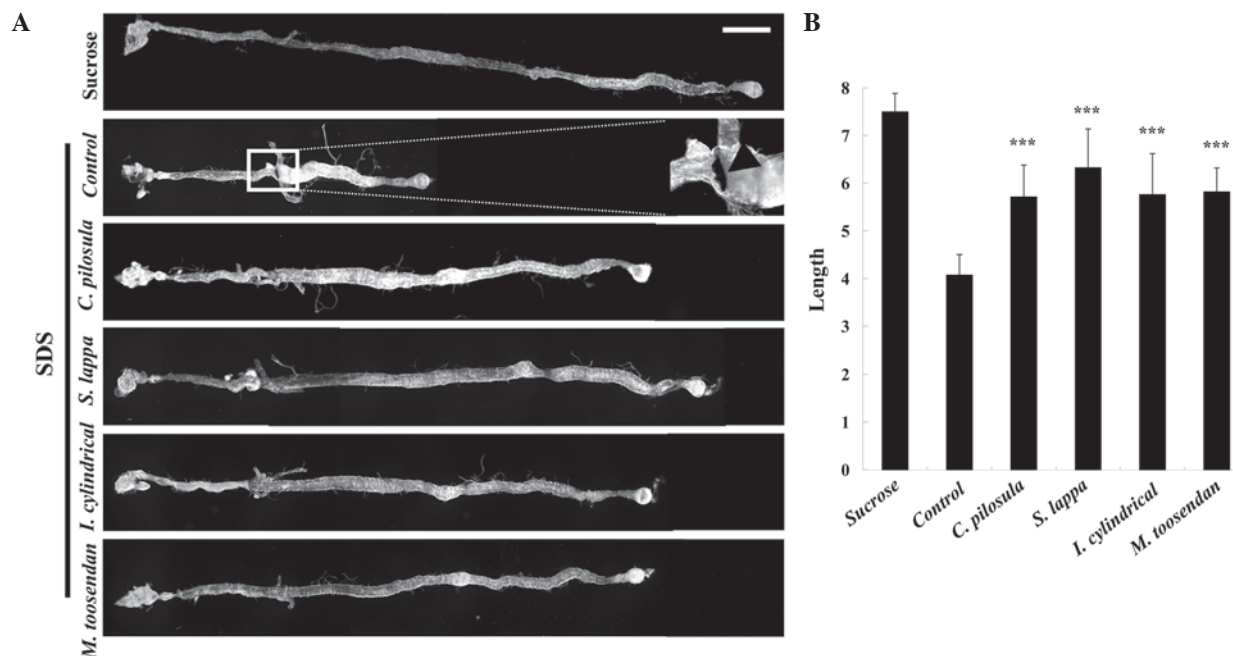 A
Sucrose
SDS
Control
C. pilosula
S. lappa
I. cylindrical
M. toosendan
B
Length
8
7
6
5
4
3
2
1
0
***
***
***
***
Sucrose
Control
C. pilosula
S. lappa
I. cylindrical
M. toosendan